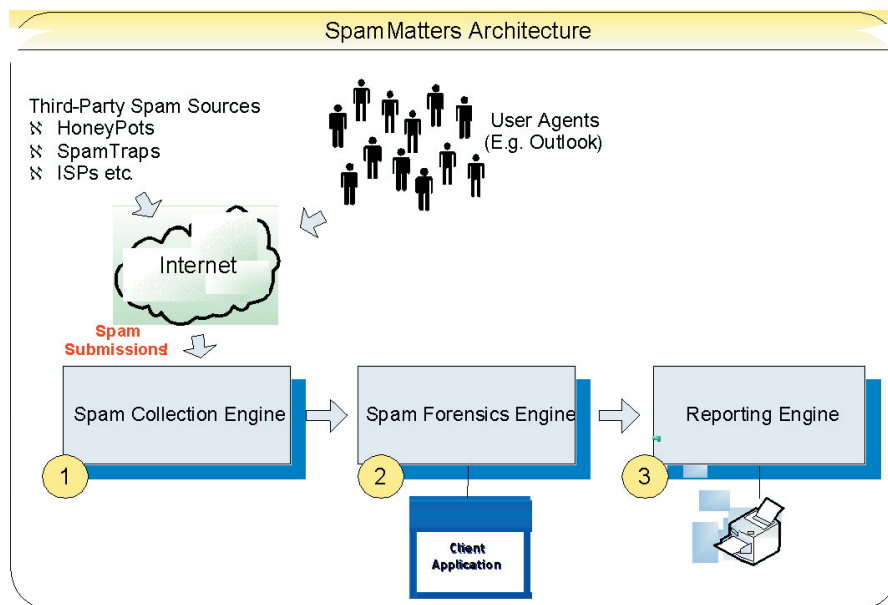 SpamMatters Architecture
Third-Party Spam Sources
ℵ HoneyPots
ℵ SpamTraps
ℵ ISPs etc.
User Agents
(E.g. Outlook)
Internet
Spam
Submissions!
Spam Collection Engine
Spam Forensics Engine
Reporting Engine
1
2
3
Client
Application